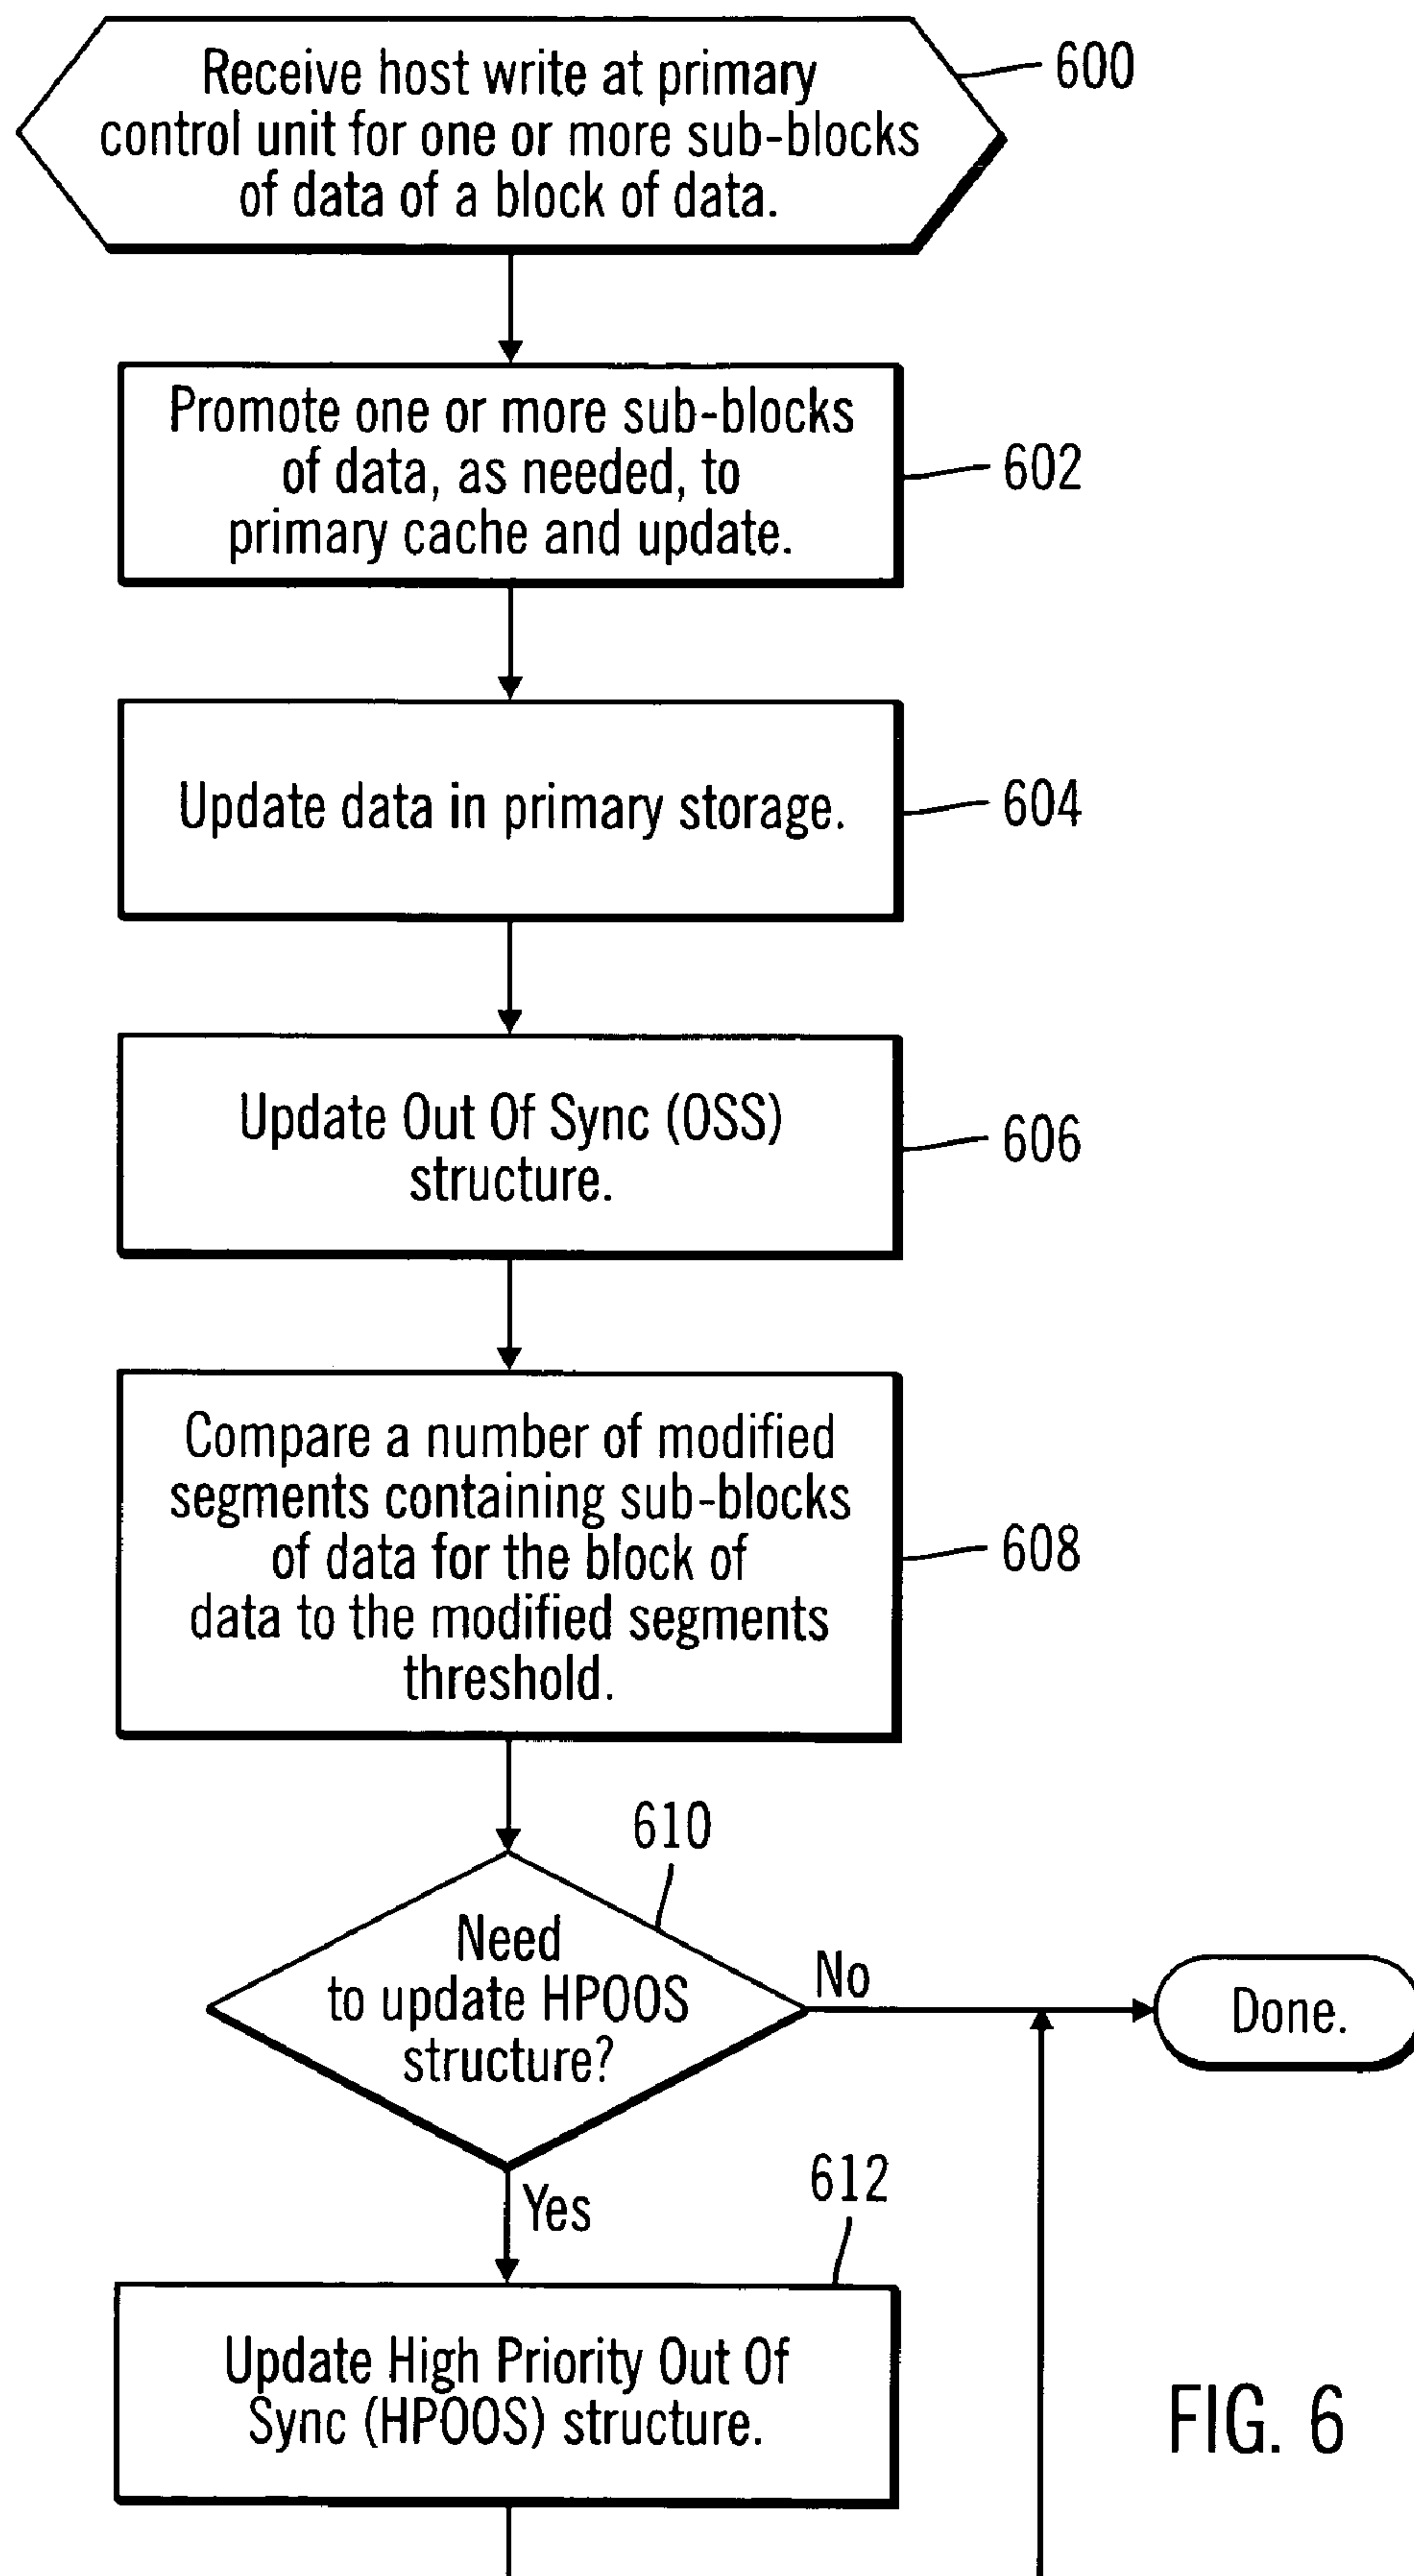 Receive host write at primary
control unit for one or more sub-blocks
of data of a block of data.
600
Promote one or more sub-blocks
of data, as needed, to
primary cache and update.
602
Update data in primary storage.
604
Update Out Of Sync (OSS)
structure.
606
Compare a number of modified
segments containing sub-blocks
of data for the block of
data to the modified segments
threshold.
608
610
Need
to update HPOOS
structure?
No
Done.
Yes
612
Update High Priority Out Of
Sync (HPOOS) structure.
FIG. 6